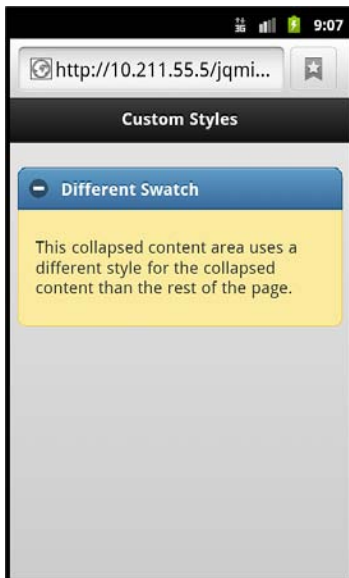 3G 9:07
http://10.211.55.5/jqmi...
Custom Styles
Different Swatch
This collapsed content area uses a
different style for the collapsed
content than the rest of the page.